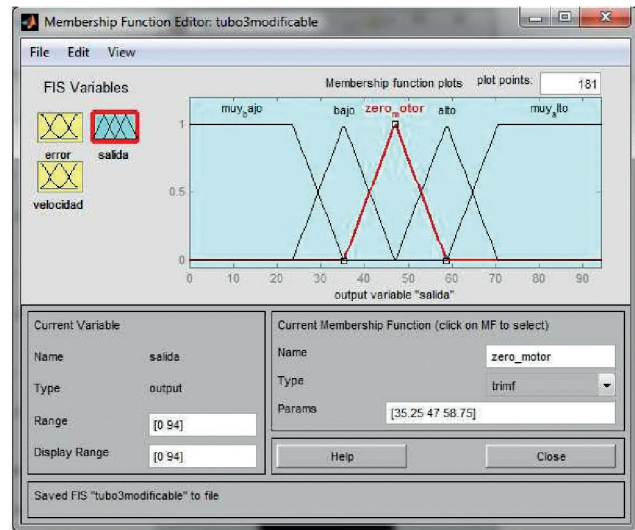 Membership Function Editor: tubo3modificable
File Edit View
FIS Variables
Membership function plots plot points: 181
error salida
velocidad
muy_bajo bajo zero_motor alto muy_alto
1
0.5
0
0 10 20 30 40 50 60 70 80 90
output variable "salida"
Current Variable
Name salida
Type output
Range [0 94]
Display Range [0 94]
Current Membership Function (click on MF to select)
Name zero_motor
Type trimf
Params [35.25 47 58.75]
Help Close
Saved FIS "tubo3modificable" to file